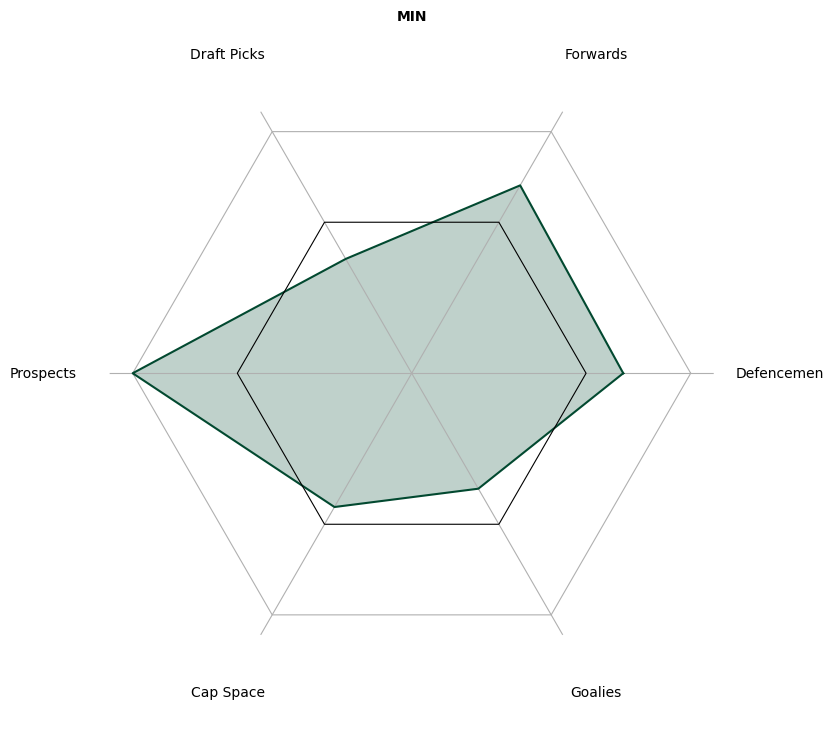 MIN
Draft Picks
Forwards
Prospects
Defencemen
Cap Space
Goalies